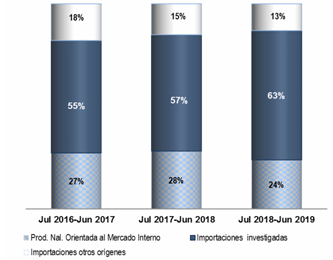 18%
15%
13%
55%
57%
63%
27%
28%
24%
Jul 2016-Jun 2017
Jul 2017-Jun 2018
Jul 2018-Jun 2019
Prod. Nal. Orientada al Mercado Interno
Importaciones investigadas
Importaciones otros orígenes